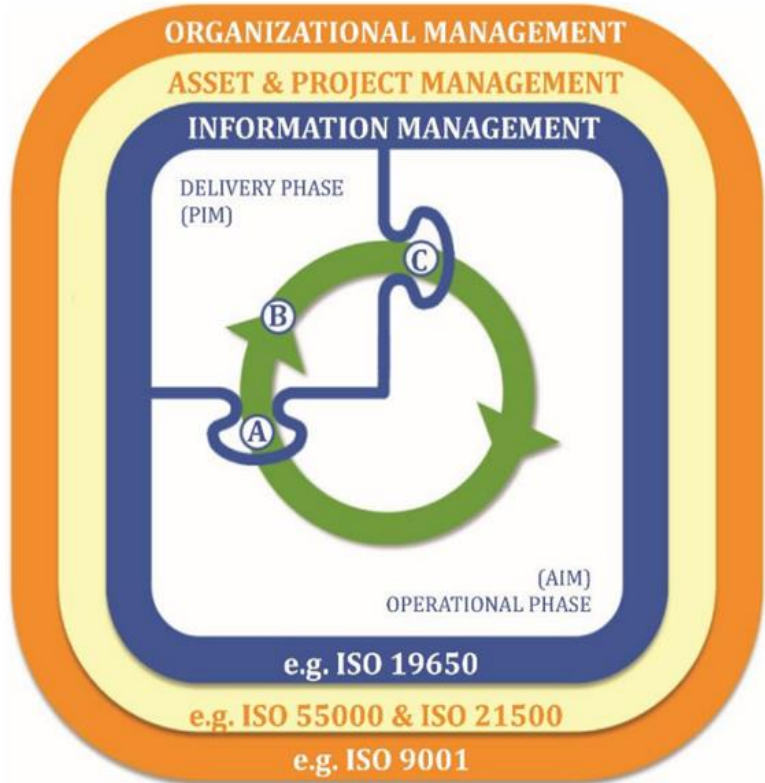 ORGANIZATIONAL MANAGEMENT
ASSET & PROJECT MANAGEMENT
INFORMATION MANAGEMENT
DELIVERY PHASE
(PIM)
C
B
A
(AIM)
OPERATIONAL PHASE
e.g. ISO 19650
e.g. ISO 55000 & ISO 21500
e.g. ISO 9001